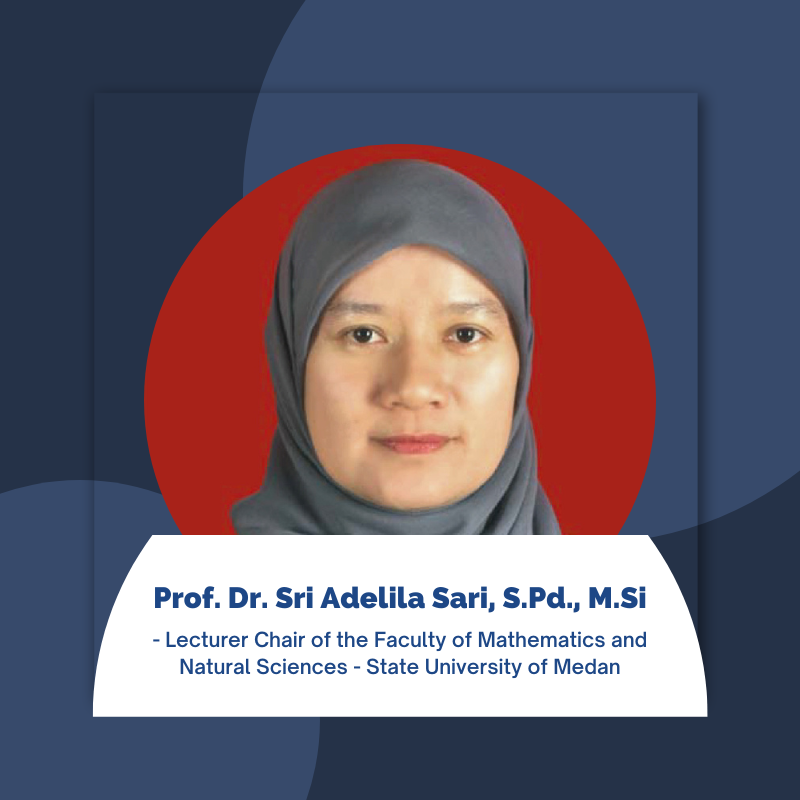 Prof. Dr. Sri Adelila Sari, S.Pd., M.Si
- Lecturer Chair of the Faculty of Mathematics and
Natural Sciences - State University of Medan